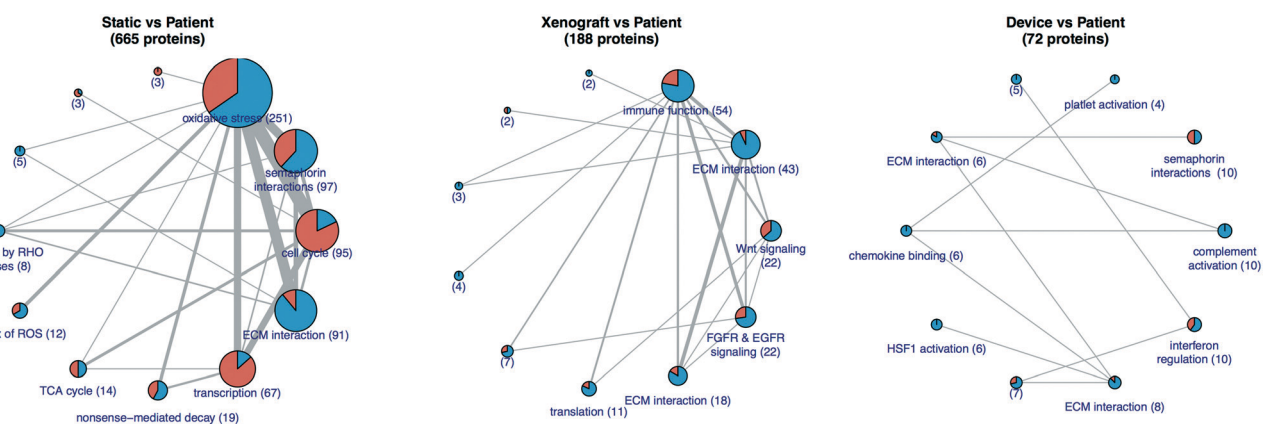 Static vs Patient
(665 proteins)
(3)
(3)
oxidative stress (251)
(5)
semaphorin
interactions (97)
by RHO
ses (8)
cell cycle (95)
of ROS (12)
ECM interaction (91)
TCA cycle (14)
transcription (67)
nonsense−mediated decay (19)
Xenograft vs Patient
(188 proteins)
(2)
immune function (54)
(2)
ECM interaction (43)
(3)
Wnt signaling
(22)
(4)
FGFR & EGFR
signaling (22)
(7)
ECM interaction (18)
translation (11)
Device vs Patient
(72 proteins)
(5)
platlet activation (4)
ECM interaction (6)
semaphorin
interactions (10)
chemokine binding (6)
complement
activation (10)
HSF1 activation (6)
interferon
regulation (10)
(7)
ECM interaction (8)